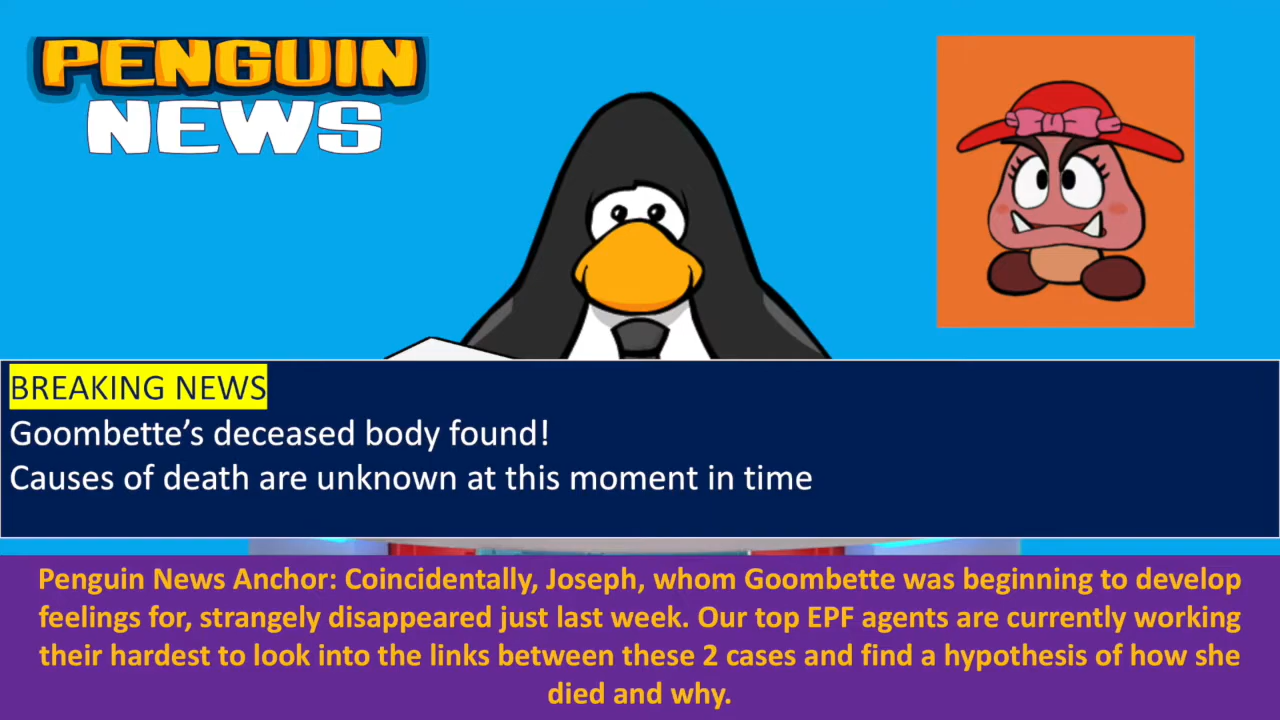 PENGUIN
NEWS
BREAKING NEWS
Goombette’s deceased body found!
Causes of death are unknown at this moment in time
Penguin News Anchor: Coincidentally, Joseph, whom Goombette was beginning to develop
feelings for, strangely disappeared just last week. Our top EPF agents are currently working
their hardest to look into the links between these 2 cases and find a hypothesis of how she
died and why.